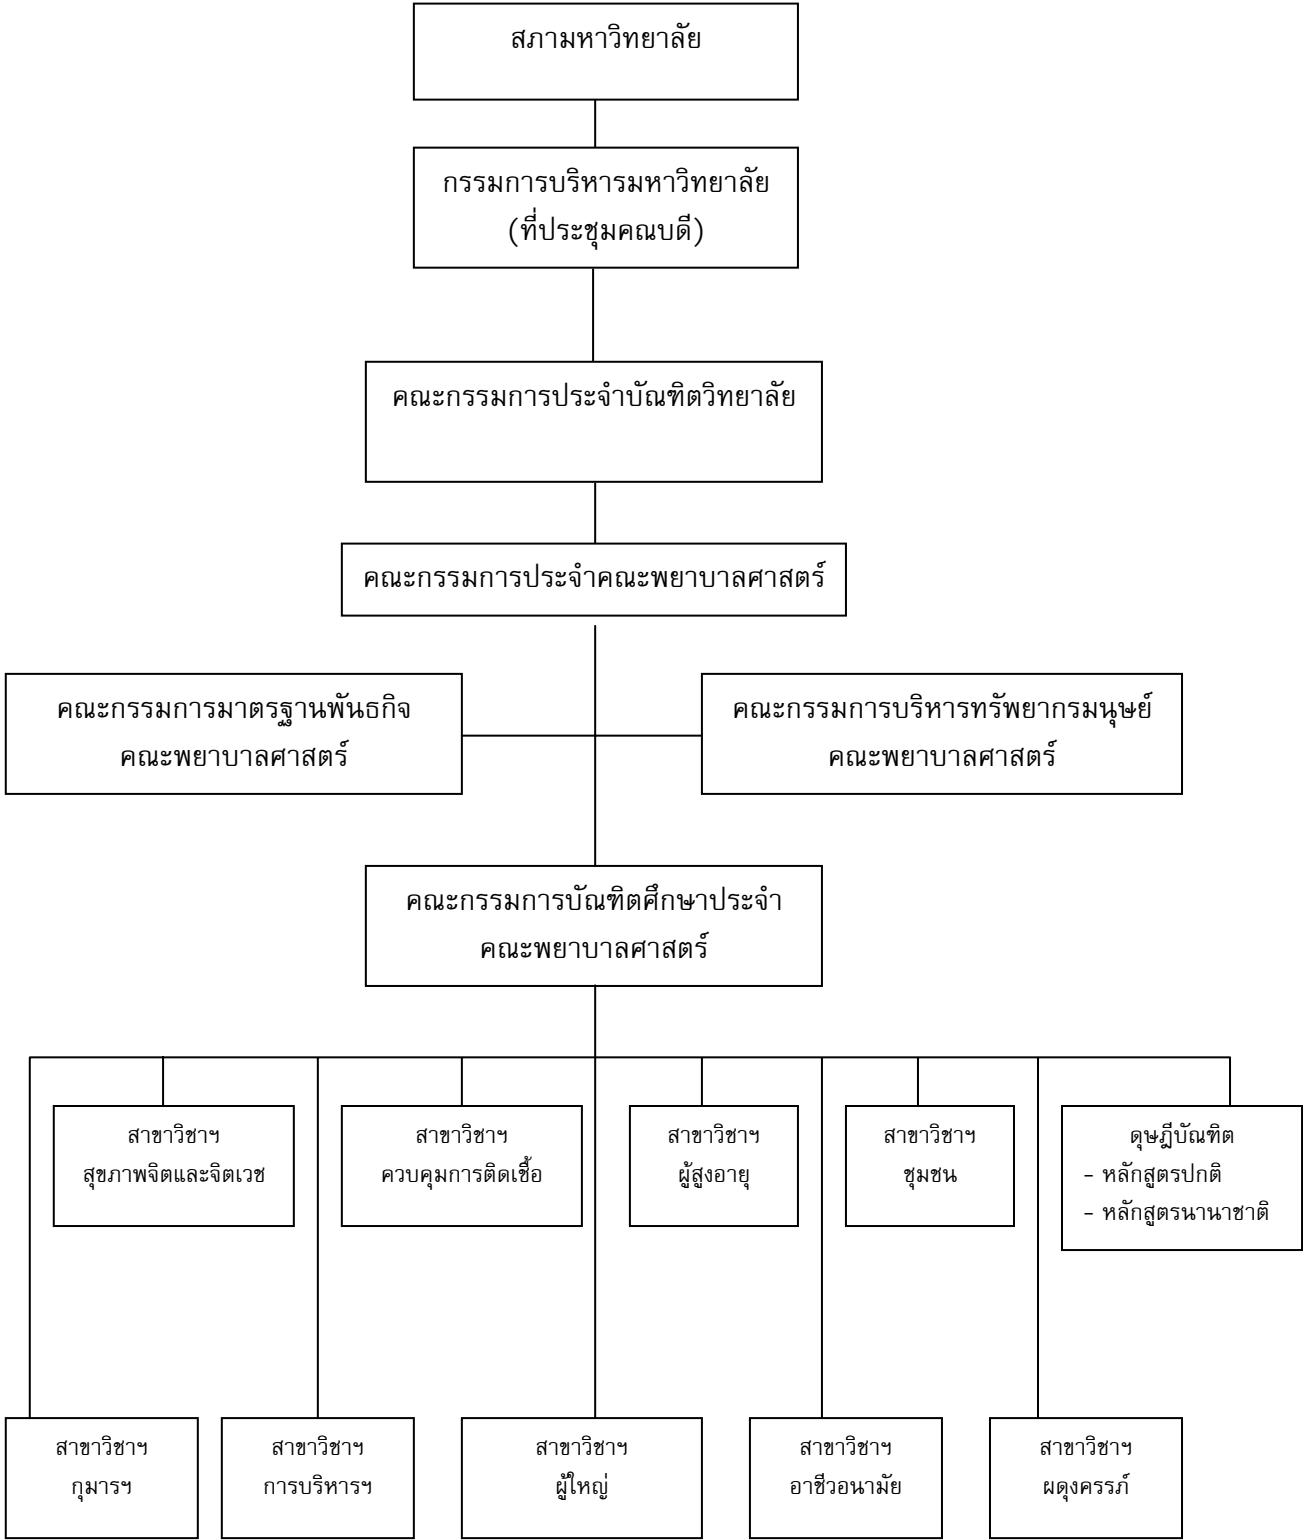 สภามหาวิทยาลัย
กรรมการบริหารมหาวิทยาลัย
(ที่ประชุมคณบดี)
คณะกรรมการประจำบัณฑิตวิทยาลัย
คณะกรรมการประจำคณะพยาบาลศาสตร์
คณะกรรมการมาตรฐานพันธกิจ
คณะพยาบาลศาสตร์
คณะกรรมการบริหารทรัพยากรมนุษย์
คณะพยาบาลศาสตร์
คณะกรรมการบัณฑิตศึกษาประจำ
คณะพยาบาลศาสตร์
สาขาวิชาฯ
สุขภาพจิตและจิตเวช
สาขาวิชาฯ
ควบคุมการติดเชื้อ
สาขาวิชาฯ
ผู้สูงอายุ
สาขาวิชาฯ
ชุมชน
ดุษฎีบัณฑิต
- หลักสูตรปกติ
- หลักสูตรนานาชาติ
สาขาวิชาฯ
กุมารฯ
สาขาวิชาฯ
การบริหารฯ
สาขาวิชาฯ
ผู้ใหญ่
สาขาวิชาฯ
อาชีวอนามัย
สาขาวิชาฯ
ผดุงครรภ์